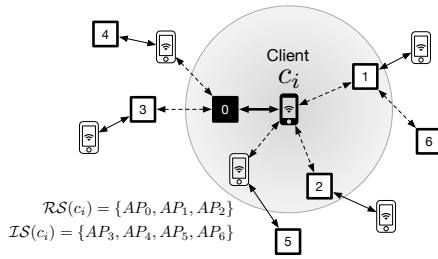 4
Client
c_i
1
3
0
6
2
RS(c_i) = {AP_0, AP_1, AP_2}
IS(c_i) = {AP_3, AP_4, AP_5, AP_6}
5